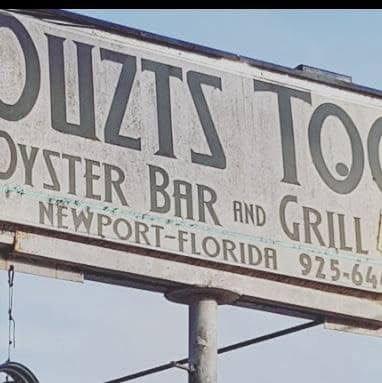 OUZTS TOO
OYSTER BAR AND GRILL
NEWPORT-FLORIDA 925-64